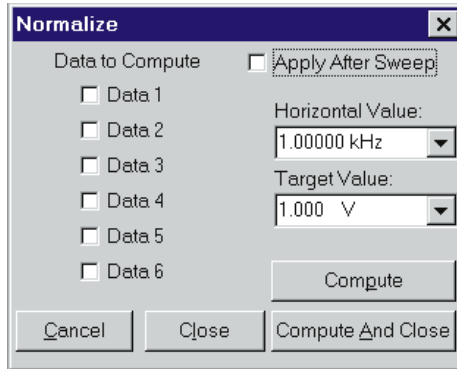 Normalize
Data to Compute
Apply After Sweep
Data 1
Data 2
Data 3
Data 4
Data 5
Data 6
Horizontal Value:
1.00000 kHz
Target Value:
1.000 V
Compute
Cancel
Close
Compute And Close